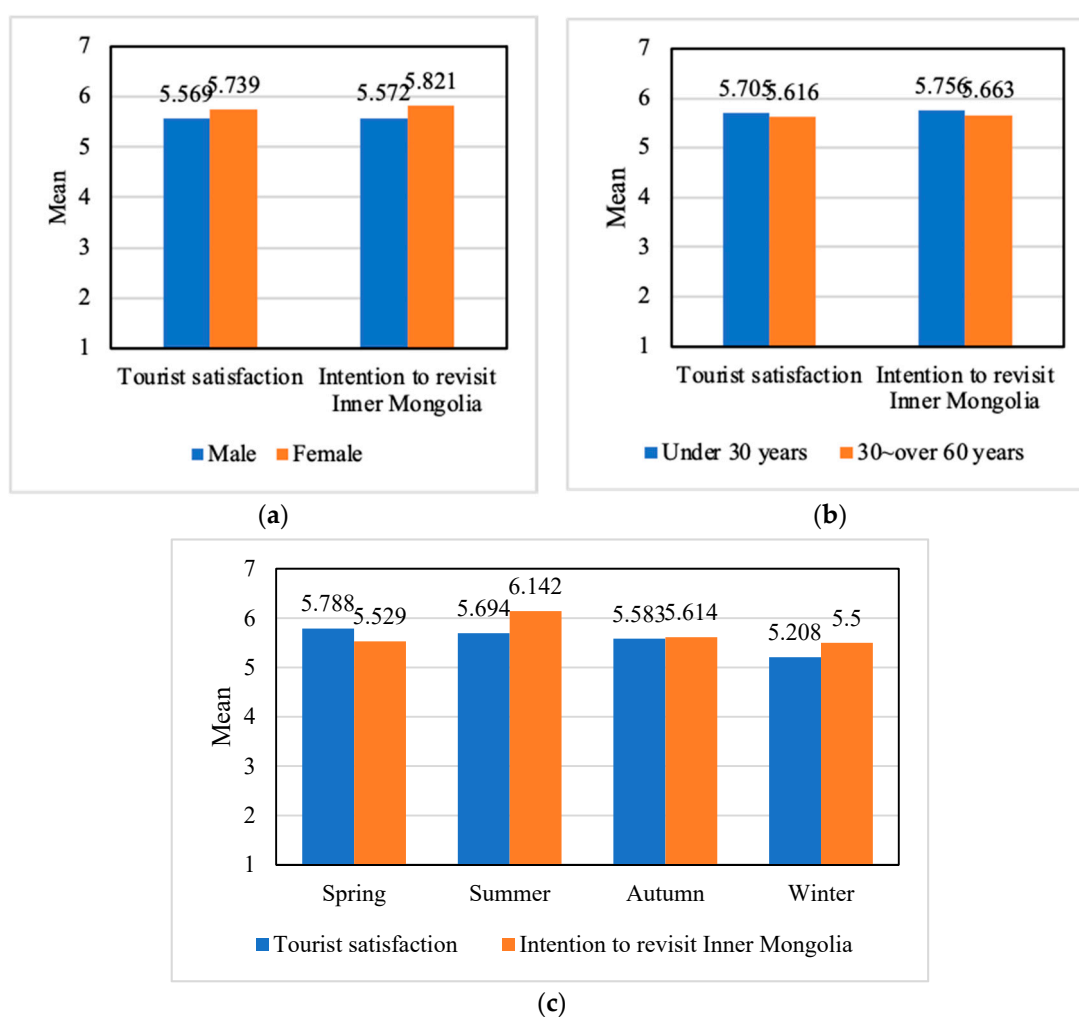 7
6
5
4
3
2
1
Mean
5.569 5.739
5.572 5.821
Tourist satisfaction
Intention to revisit
Inner Mongolia
Male
Female
(a)
7
6
5
4
3
2
1
Mean
5.705 5.616
5.756 5.663
Tourist satisfaction
Intention to revisit
Inner Mongolia
Under 30 years
30~over 60 years
(b)
7
6
5
4
3
2
1
Mean
5.788 5.529
5.694 6.142
5.583 5.614
5.208 5.5
Spring
Summer
Autumn
Winter
Tourist satisfaction
Intention to revisit Inner Mongolia
(c)